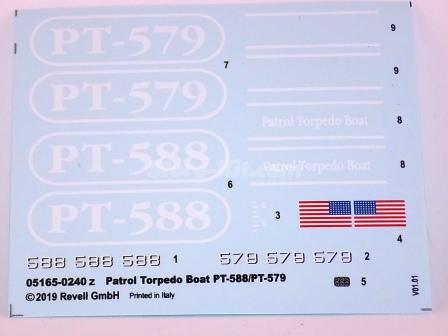 PT-579
9
7
9
PT-579
Patrol Torpedo Boat 8
PT-588
Patrol Torpedo Boat 8
6
PT-588
3
4
588 588 588 1 579 579 579 2
05165-0240 z Patrol Torpedo Boat PT-588/PT-579 5
©2019 Revell GmbH Printed in Italy
V01.01